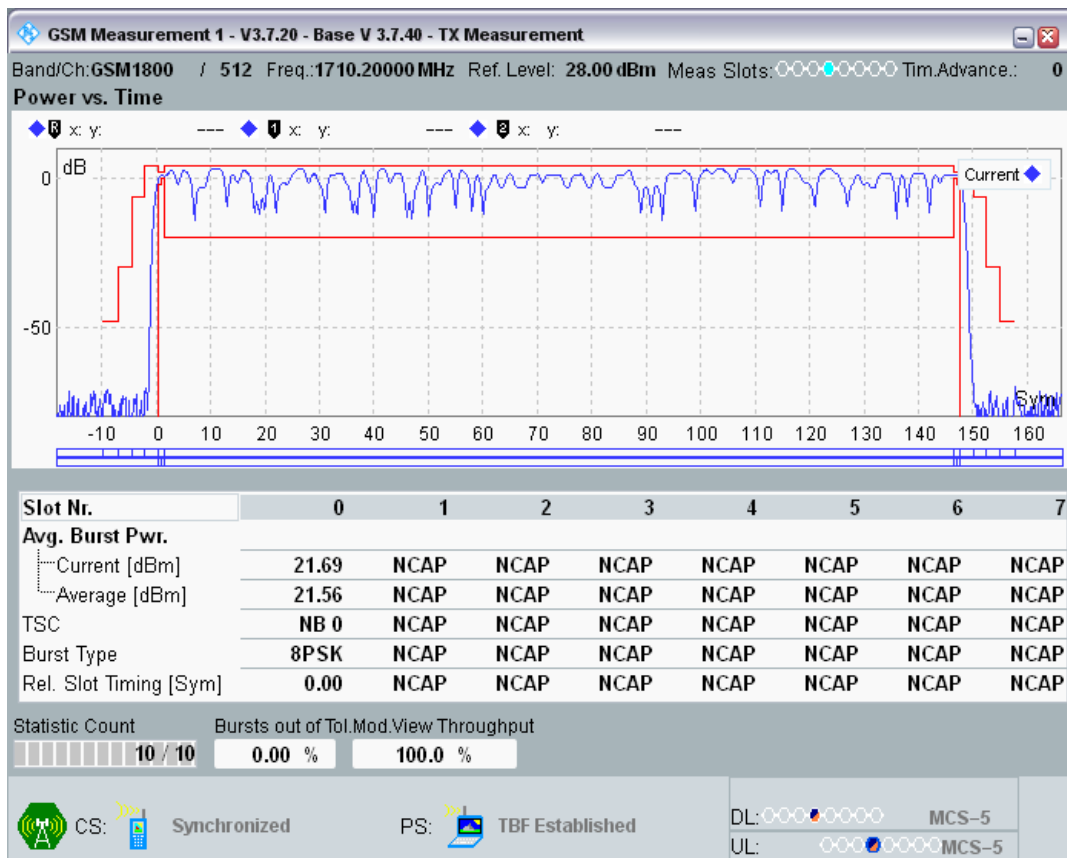 GSM Measurement 1 - V3.7.20 - Base V 3.7.40 - TX Measurement
Band/Ch:GSM1800 / 512 Freq.:1710.20000 MHz Ref. Level: 28.00 dBm Meas Slots: Tim.Advance.: 0
Power vs. Time
R x: y: --- 1 x: y: --- 2 x: y: ---
dB
Current
0
-50
Sym
-10 0 10 20 30 40 50 60 70 80 90 100 110 120 130 140 150 160
Slot Nr. 0 1 2 3 4 5 6 7
Avg. Burst Pwr.
Current [dBm] 21.69 NCAP NCAP NCAP NCAP NCAP NCAP NCAP
Average [dBm] 21.56 NCAP NCAP NCAP NCAP NCAP NCAP NCAP
TSC NB 0 NCAP NCAP NCAP NCAP NCAP NCAP NCAP
Burst Type 8PSK NCAP NCAP NCAP NCAP NCAP NCAP NCAP
Rel. Slot Timing [Sym] 0.00 NCAP NCAP NCAP NCAP NCAP NCAP NCAP
Statistic Count Bursts out of Tol.Mod.View Throughput
10 / 10 0.00 % 100.0 %
CS: Synchronized PS: TBF Established
DL: MCS-5
UL: MCS-5